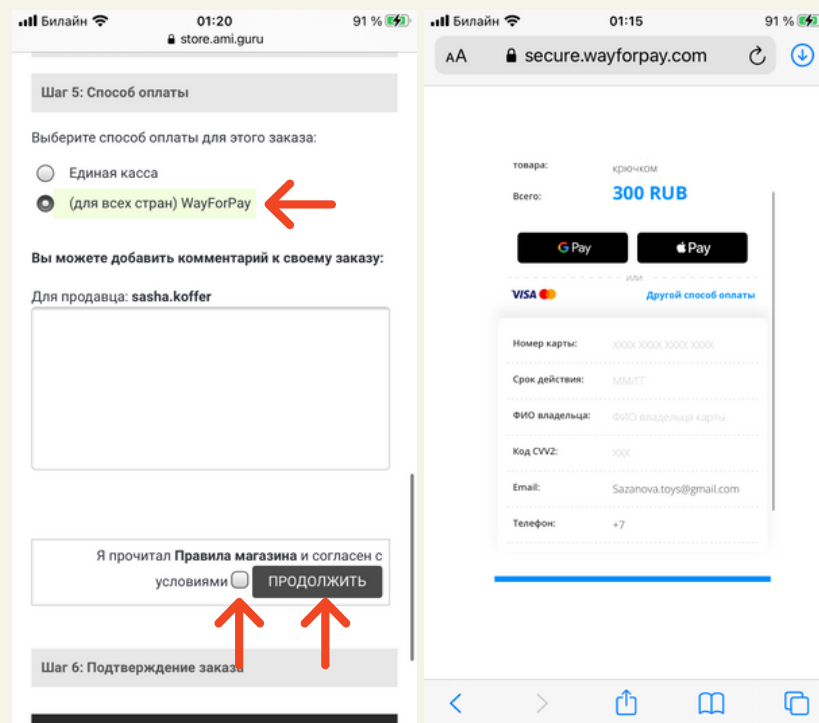 Билайн 01:20 91 %
store.ami.guru
Шаг 5: Способ оплаты
Выберите способ оплаты для этого заказа:
Единая касса
(для всех стран) WayForPay
Вы можете добавить комментарий к своему заказу:
Для продавца: sasha.koffer
Я прочитал Правила магазина и согласен с
условиями ПРОДОЛЖИТЬ
Шаг 6: Подтверждение заказа
Билайн 01:15 91 %
AA secure.wayforpay.com
товара: крючком
Всего: 300 RUB
G Pay Pay
или
VISA Другой способ оплаты
Номер карты: XXXX XXXX XXXX XXXX
Срок действия: ММ/ГГ
ФИО владельца: ФИО владельца карты
Код CVV2: XXX
Email: Sazanova.toys@gmail.com
Телефон: +7